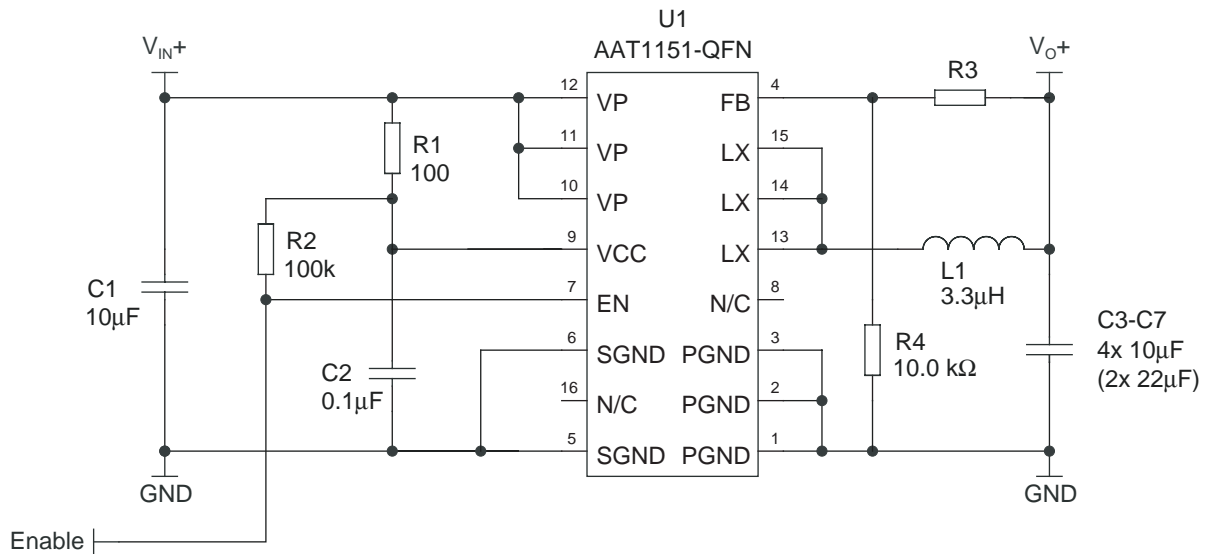 U1
AAT1151-QFN
VIN+
VO+
R3
12
VP
FB
4
R1
100
11
VP
LX
15
10
VP
LX
14
R2
100k
9
VCC
LX
13
L1
3.3μH
C1
10μF
7
EN
N/C
8
C3-C7
4x 10μF
(2x 22μF)
6
SGND
PGND
3
R4
10.0 kΩ
C2
0.1μF
16
N/C
PGND
2
5
SGND
PGND
1
GND
GND
Enable